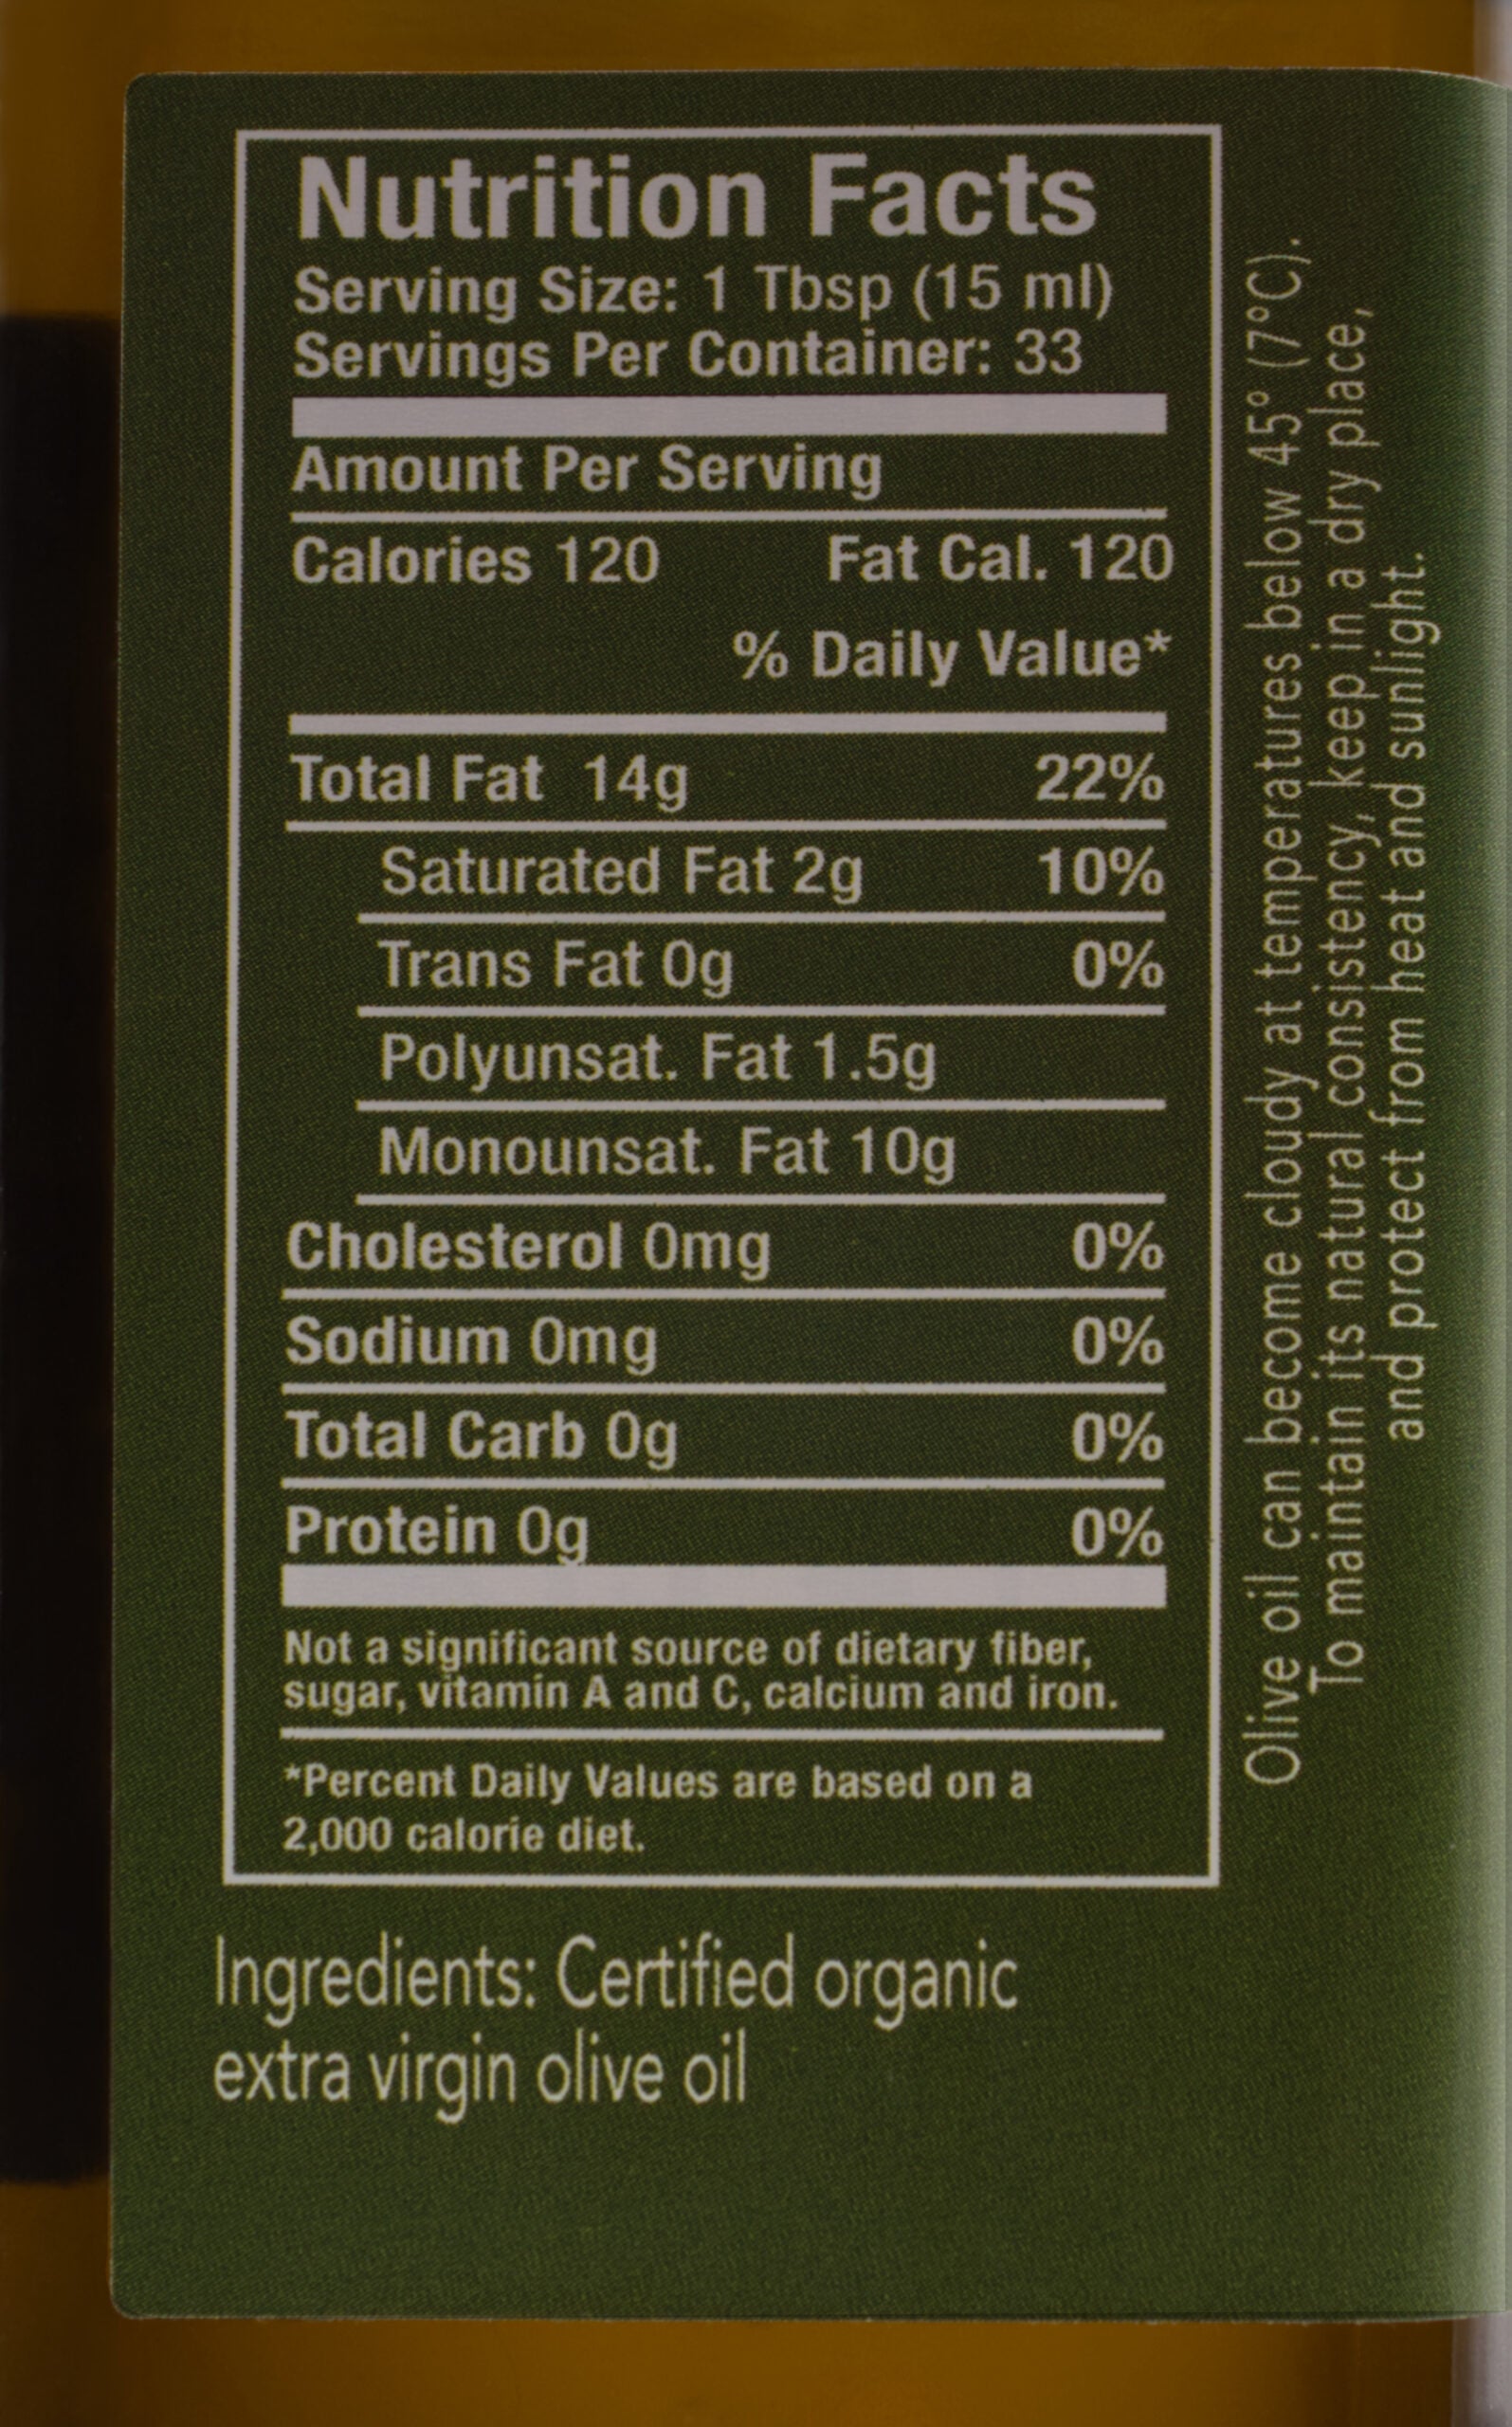 Nutrition Facts
Serving Size: 1 Tbsp (15 ml)
Servings Per Container: 33
Amount Per Serving
Calories 120 Fat Cal. 120
% Daily Value*
Total Fat 14g 22%
Saturated Fat 2g 10%
Trans Fat 0g 0%
Polyunsat. Fat 1.5g
Monounsat. Fat 10g
Cholesterol 0mg 0%
Sodium 0mg 0%
Total Carb 0g 0%
Protein 0g 0%
Not a significant source of dietary fiber,
sugar, vitamin A and C, calcium and iron.
*Percent Daily Values are based on a
2,000 calorie diet.
Ingredients: Certified organic
extra virgin olive oil
Olive oil can become cloudy at temperatures below 45° (7°C).
To maintain its natural consistency, keep in a dry place,
and protect from heat and sunlight.